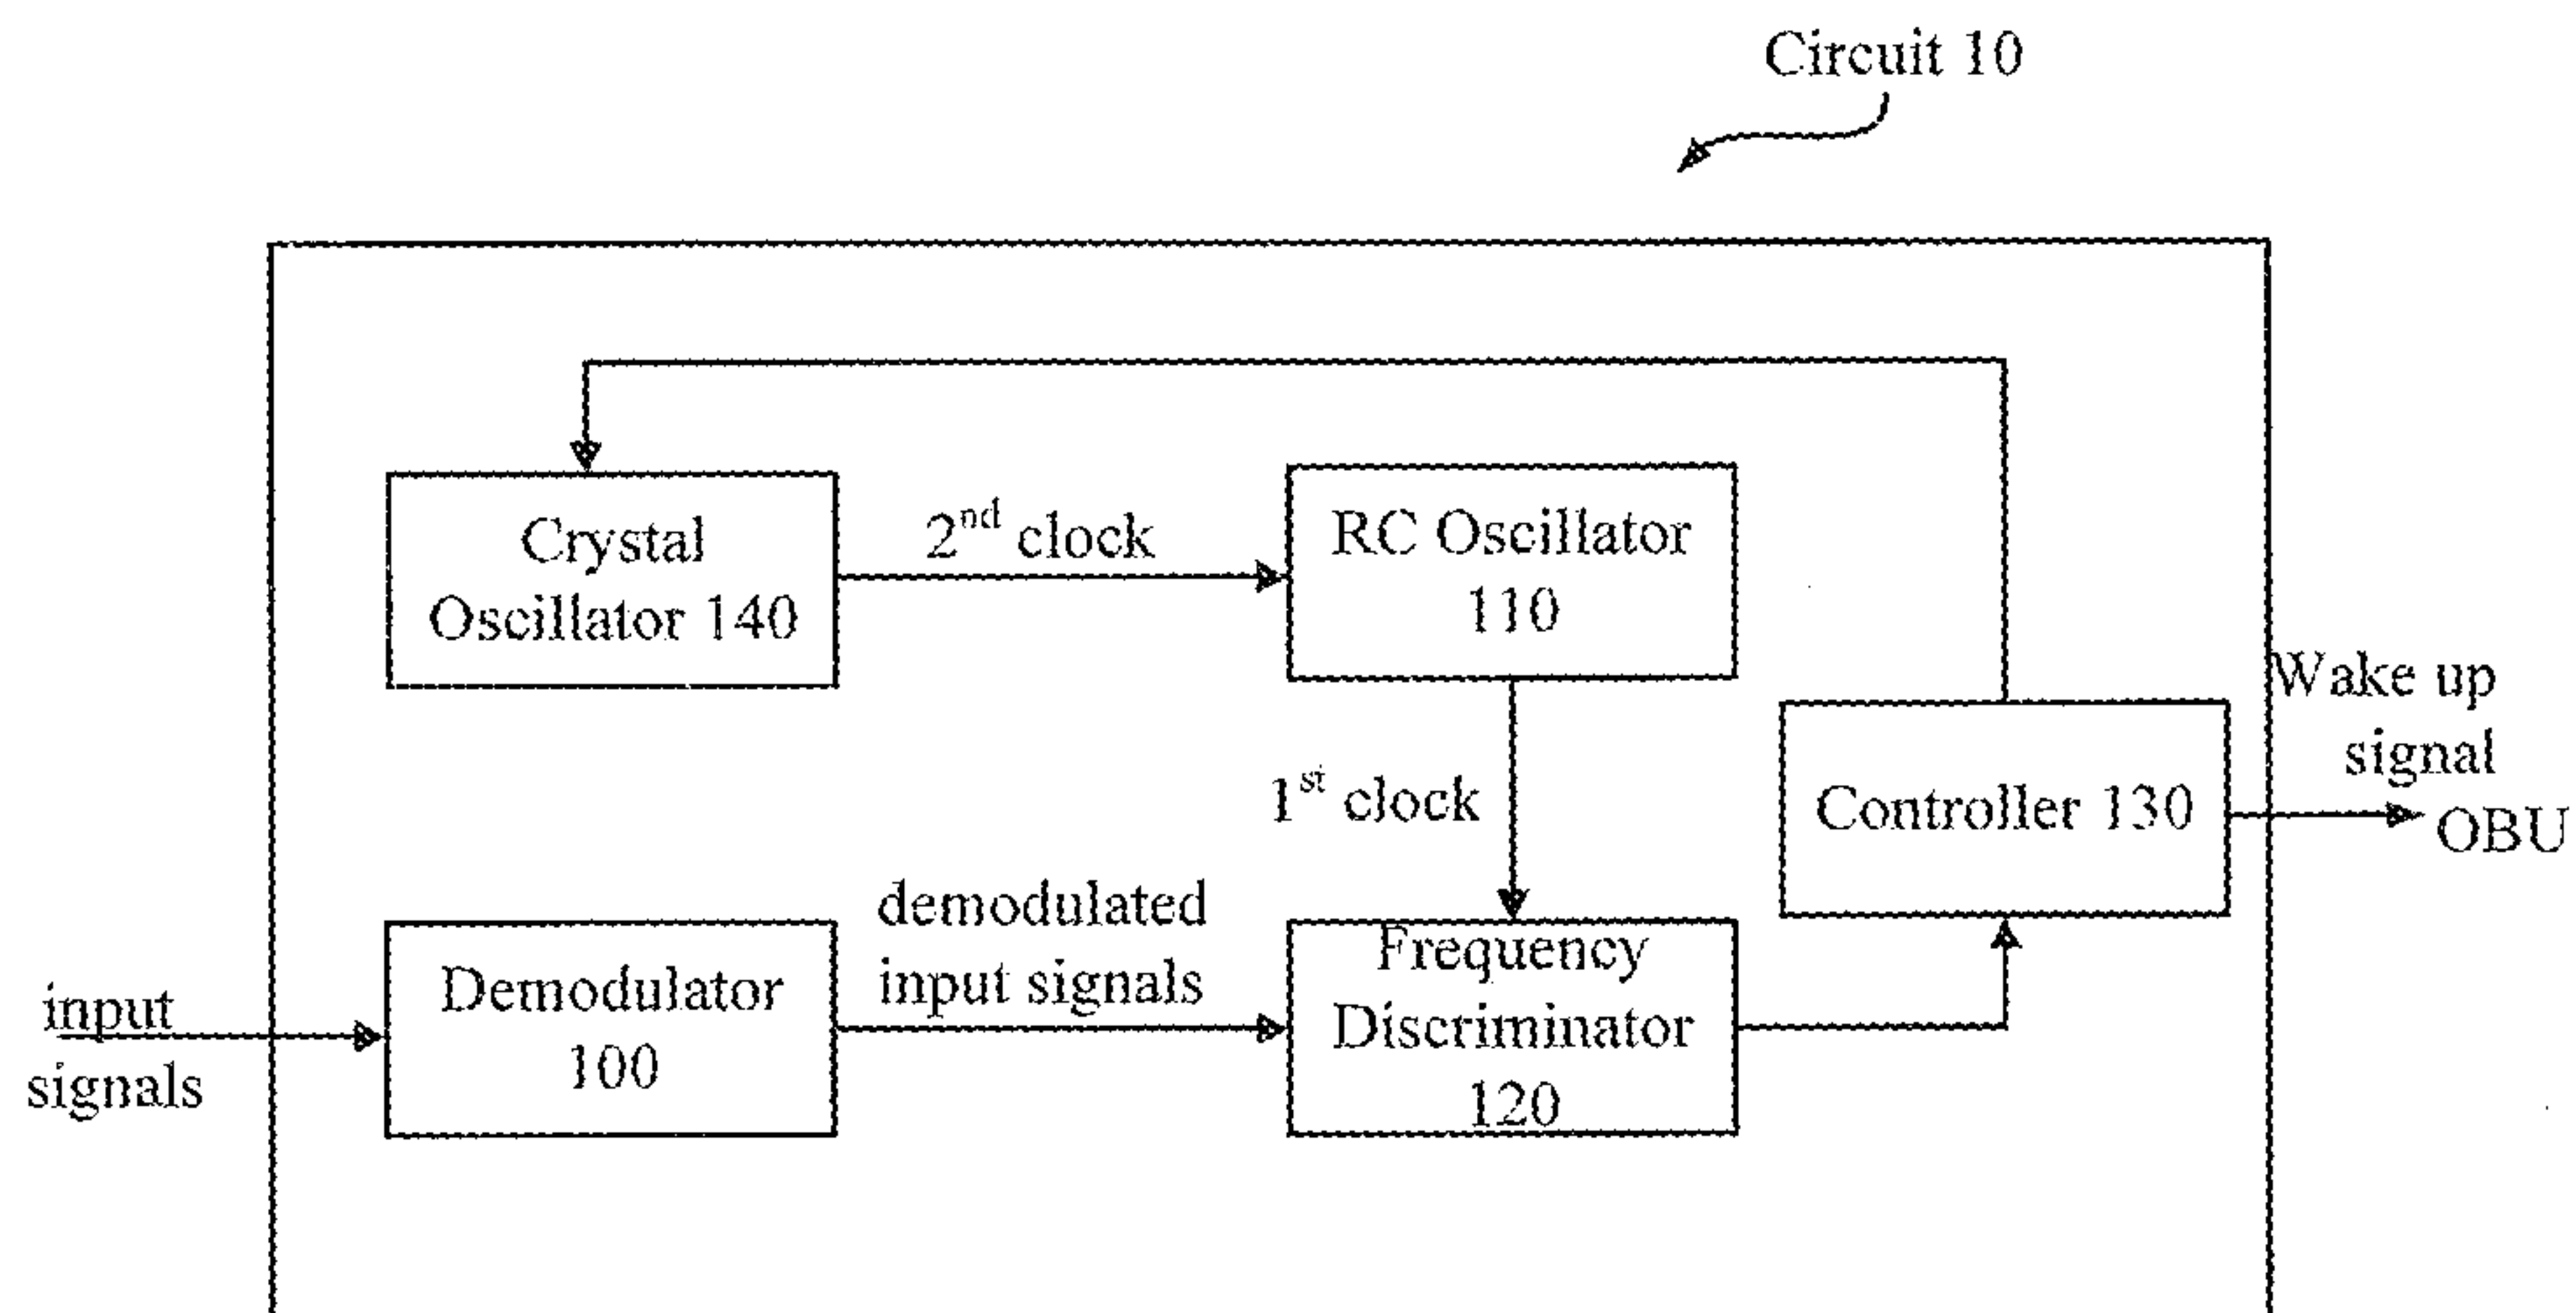 Circuit 10
Crystal
Oscillator 140
2nd clock
RC Oscillator
110
Wake up
signal
OBU
1st clock
Controller 130
input
signals
Demodulator
100
demodulated
input signals
Frequency
Discriminator
120